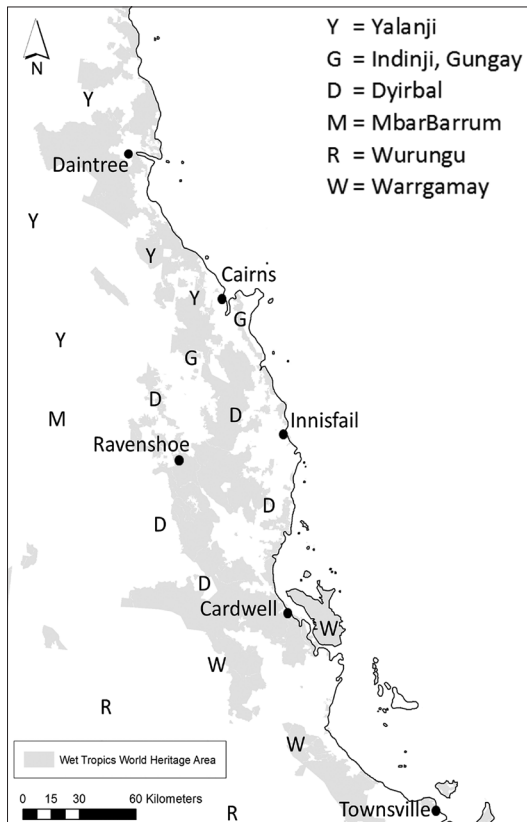 N
Y = Yalanji
G = Indinji, Gungay
D = Dyirbal
M = MbarBarrum
R = Wurungu
W = Warrgamay
Y
Daintree
Y
Y
Cairns
Y
G
Y
G
D
D
M
Innisfail
Ravenshoe
D
D
D
Cardwell
W
W
R
W
Wet Tropics World Heritage Area
0 15 30 60 Kilometers
R
Townsville